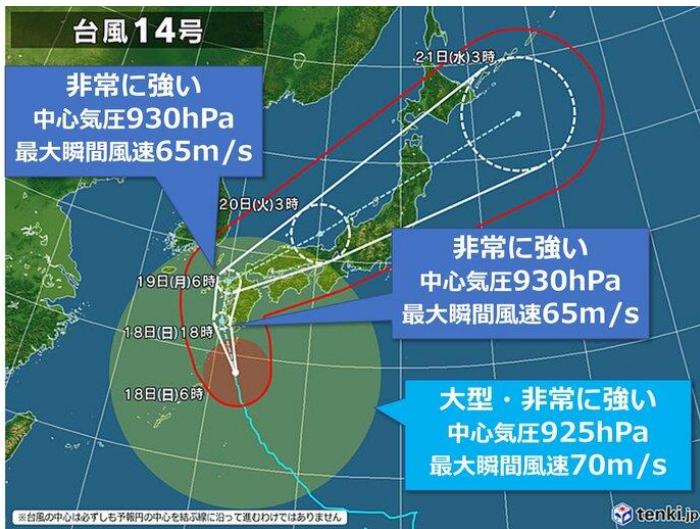 台風14号
非常に強い
中心気圧930hPa
最大瞬間風速65m/s
21日(水)3時
20日(火)3時
19日(月)6時
18日(日)18時
18日(日)6時
非常に強い
中心気圧930hPa
最大瞬間風速65m/s
大型・非常に強い
中心気圧925hPa
最大瞬間風速70m/s
※台風の中心は必ずしも予報円の中心を結ぶ線に沿って進むわけではありません
tenki.jp